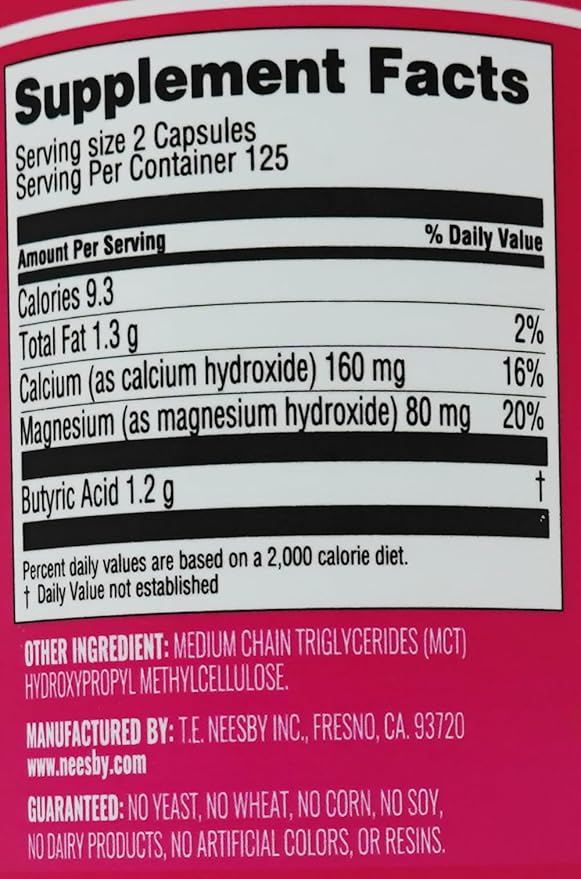 Supplement Facts
Serving size 2 Capsules
Serving Per Container 125
Amount Per Serving % Daily Value
Calories 9.3
Total Fat 1.3 g 2%
Calcium (as calcium hydroxide) 160 mg 16%
Magnesium (as magnesium hydroxide) 80 mg 20%
Butyric Acid 1.2 g †
Percent daily values are based on a 2,000 calorie diet.
† Daily Value not established
OTHER INGREDIENT: MEDIUM CHAIN TRIGLYCERIDES (MCT)
HYDROXYPROPYL METHYLCELLULOSE.
MANUFACTURED BY: T.E. NEESBY INC., FRESNO, CA. 93720
www.neesby.com
GUARANTEED: NO YEAST, NO WHEAT, NO CORN, NO SOY,
NO DAIRY PRODUCTS, NO ARTIFICIAL COLORS, OR RESINS.